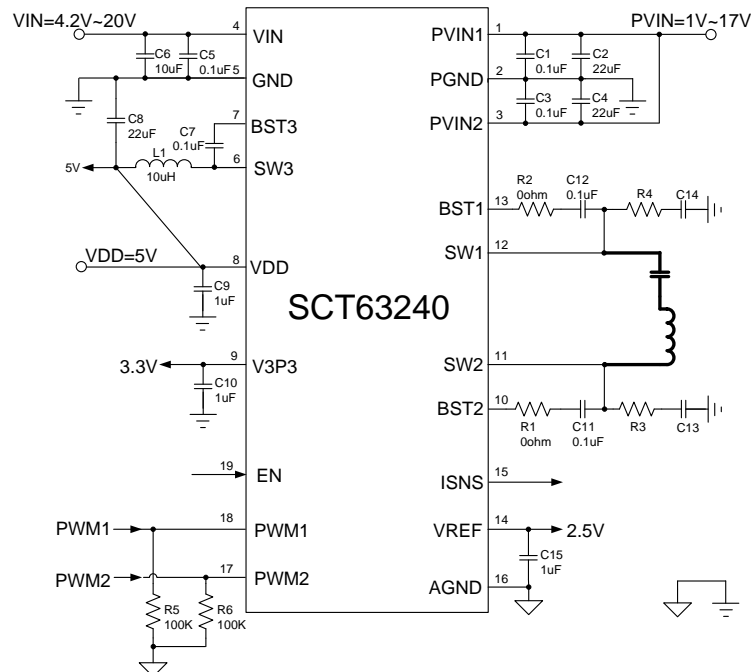 VIN=4.2V~20V
PVIN=1V~17V
4
VIN
C6
10uF
C5
0.1uF
5
GND
C8
22uF
7
BST3
C7
0.1uF
L1
10uH
6
SW3
5V
VDD=5V
8
VDD
C9
1uF
SCT63240
3.3V
9
V3P3
C10
1uF
19
EN
PWM1
18
PWM1
PWM2
17
PWM2
R5
100K
R6
100K
PVIN1
1
C1
0.1uF
C2
22uF
PGND
2
C3
0.1uF
C4
22uF
PVIN2
3
BST1
13
R2
0ohm
C12
0.1uF
R4
C14
SW1
12
SW2
11
BST2
10
R1
0ohm
C11
0.1uF
R3
C13
ISNS
15
VREF
14
2.5V
C15
1uF
AGND
16